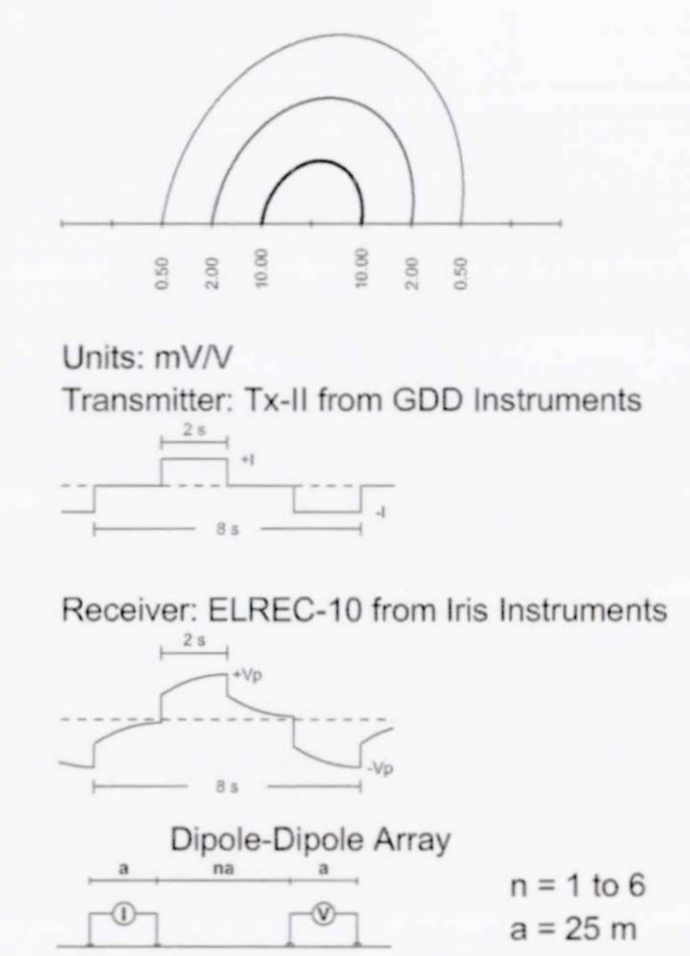 0.50 2.00 10.00 10.00 2.00 0.50
Units: mV/V
Transmitter: Tx-II from GDD Instruments
2 s
+I
-I
8 s
Receiver: ELREC-10 from Iris Instruments
2 s
+Vp
-Vp
8 s
Dipole-Dipole Array
a na a
I V
n = 1 to 6
a = 25 m